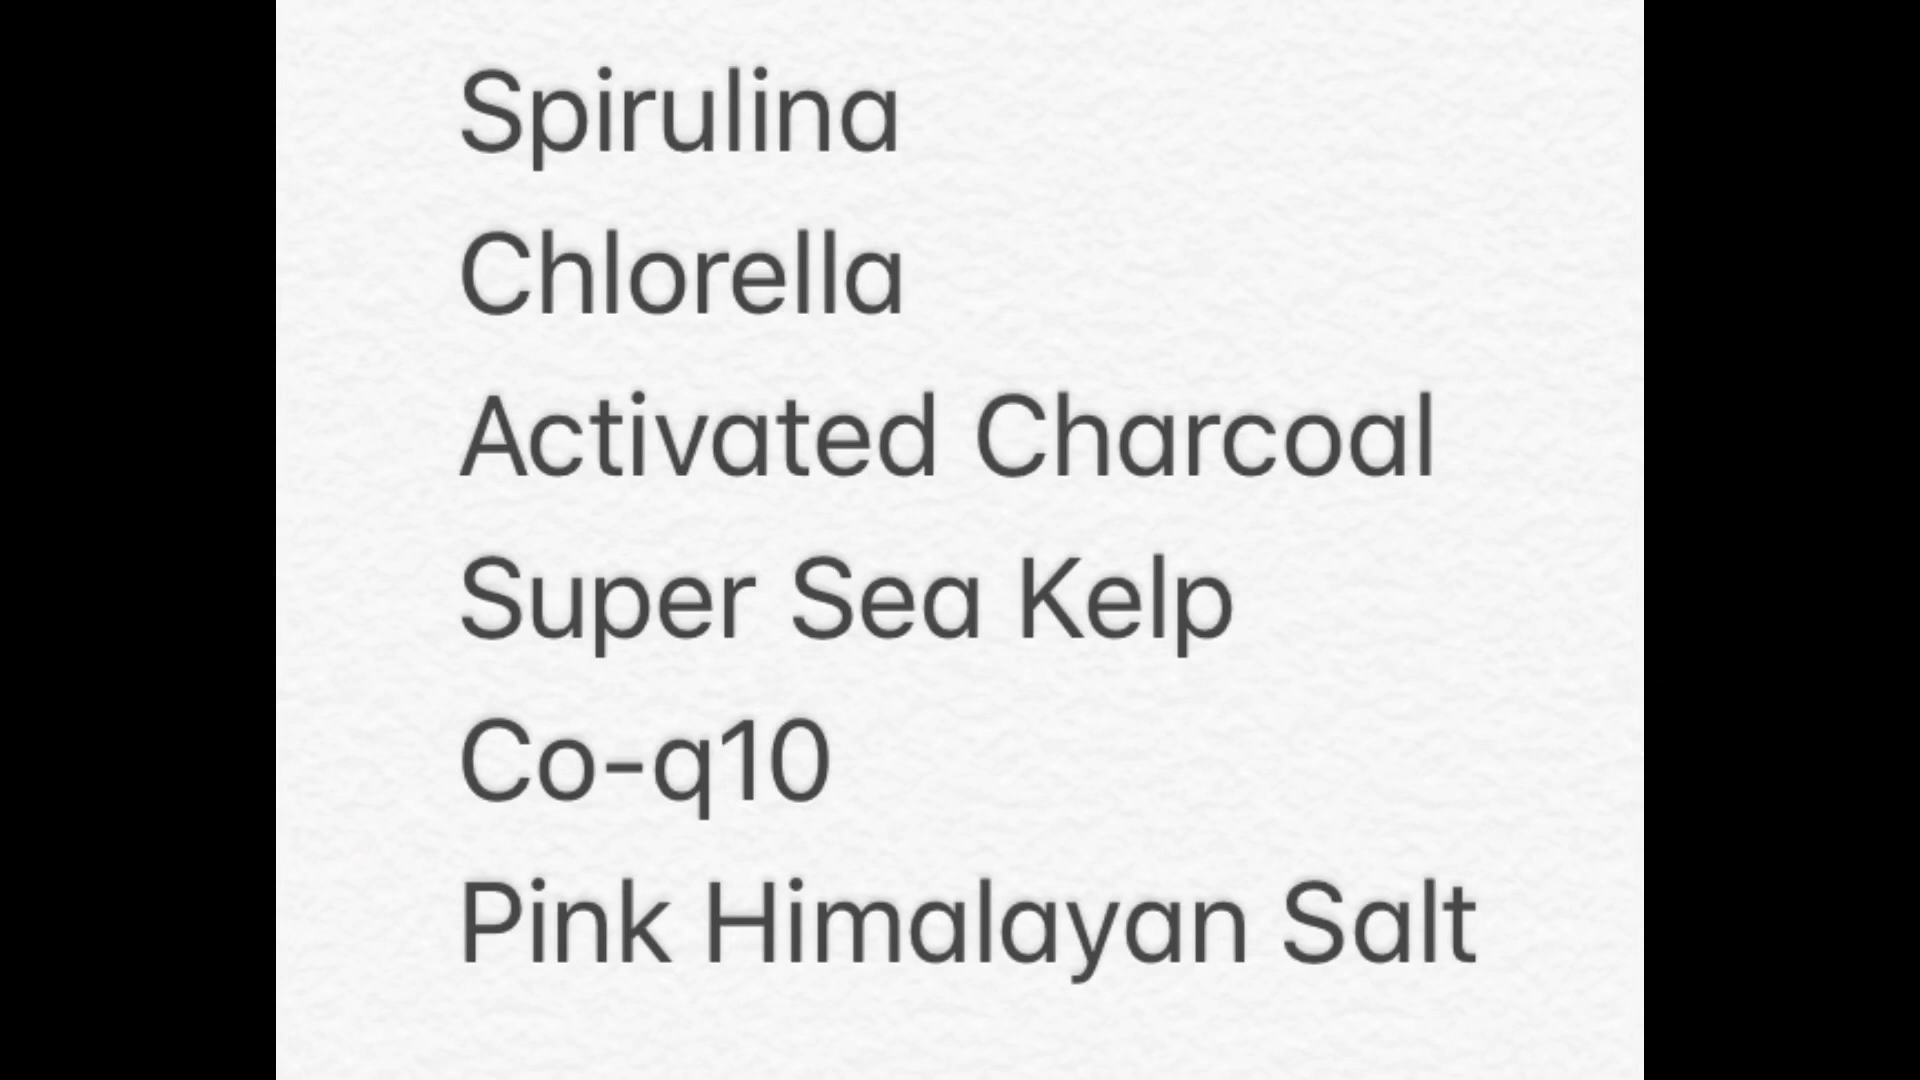 Spirulina
Chlorella
Activated Charcoal
Super Sea Kelp
Co-q10
Pink Himalayan Salt